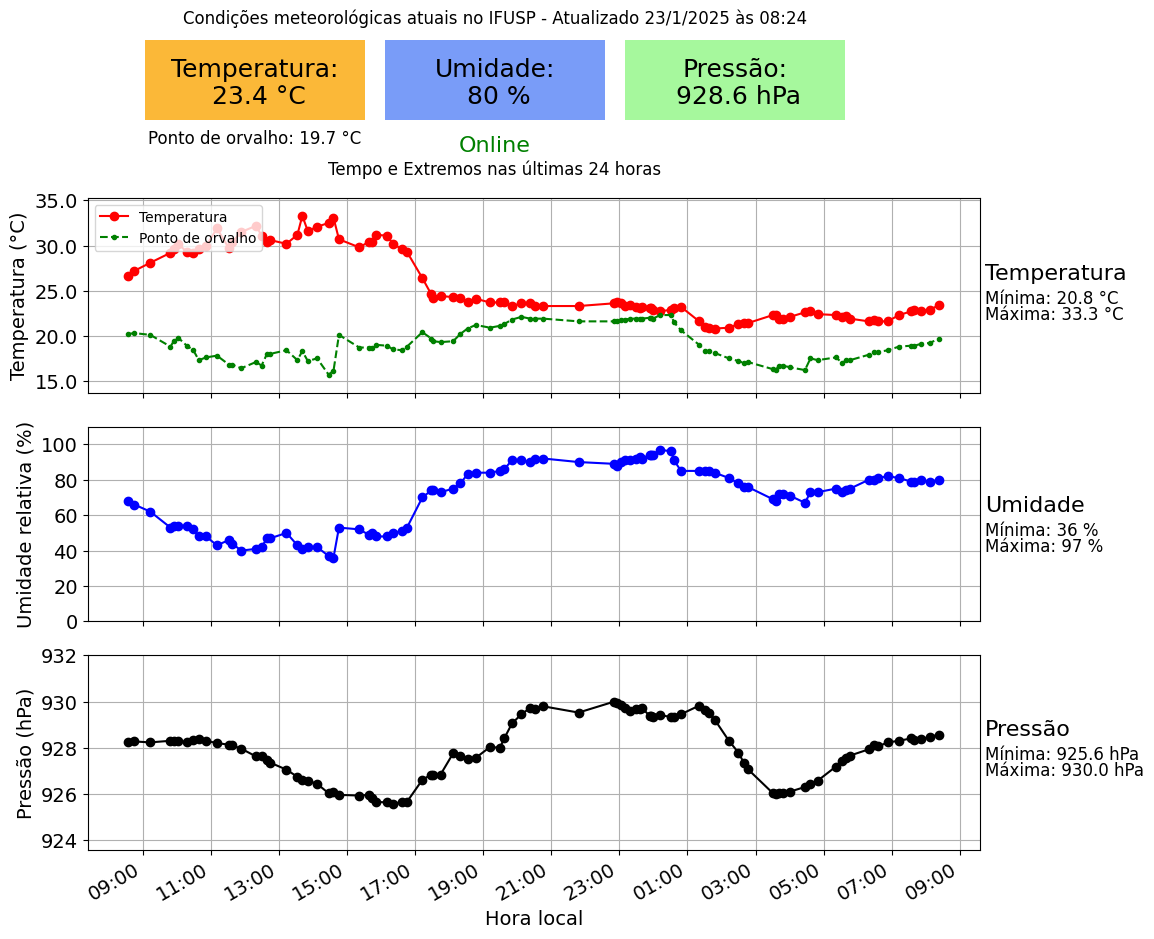 Condições meteorológicas atuais no IFUSP - Atualizado 23/1/2025 às 08:24
Temperatura:
23.4 °C
Umidade:
80 %
Pressão:
928.6 hPa
Ponto de orvalho: 19.7 °C
Online
Tempo e Extremos nas últimas 24 horas
Temperatura (°C)
35.0
30.0
25.0
20.0
15.0
Temperatura
Ponto de orvalho
Temperatura
Mínima: 20.8 °C
Máxima: 33.3 °C
Umidade relativa (%)
100
80
60
40
20
0
Umidade
Mínima: 36 %
Máxima: 97 %
Pressão (hPa)
932
930
928
926
924
Pressão
Mínima: 925.6 hPa
Máxima: 930.0 hPa
09:00 11:00 13:00 15:00 17:00 19:00 21:00 23:00 01:00 03:00 05:00 07:00 09:00
Hora local